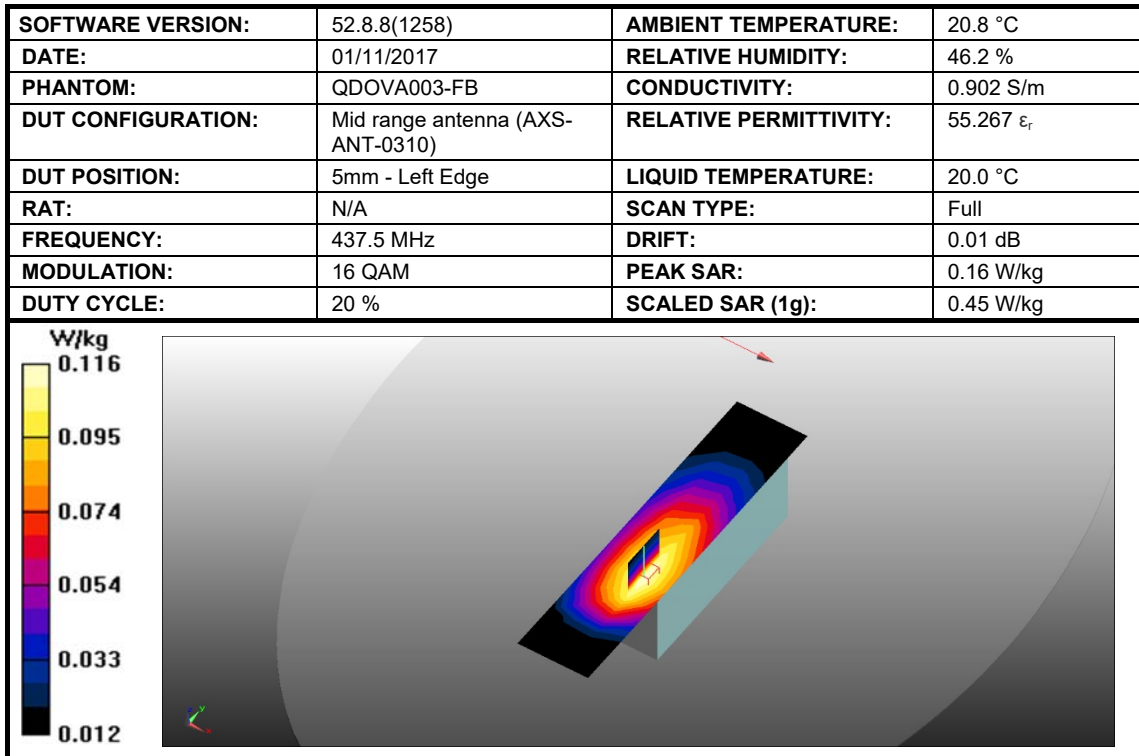 SOFTWARE VERSION: 52.8.8(1258) AMBIENT TEMPERATURE: 20.8 °C
DATE: 01/11/2017 RELATIVE HUMIDITY: 46.2 %
PHANTOM: QDOVA003-FB CONDUCTIVITY: 0.902 S/m
DUT CONFIGURATION: Mid range antenna (AXS-
ANT-0310) RELATIVE PERMITTIVITY: 55.267 εr
DUT POSITION: 5mm - Left Edge LIQUID TEMPERATURE: 20.0 °C
RAT: N/A SCAN TYPE: Full
FREQUENCY: 437.5 MHz DRIFT: 0.01 dB
MODULATION: 16 QAM PEAK SAR: 0.16 W/kg
DUTY CYCLE: 20 % SCALED SAR (1g): 0.45 W/kg
W/kg
0.116
0.095
0.074
0.054
0.033
0.012
z
y
x